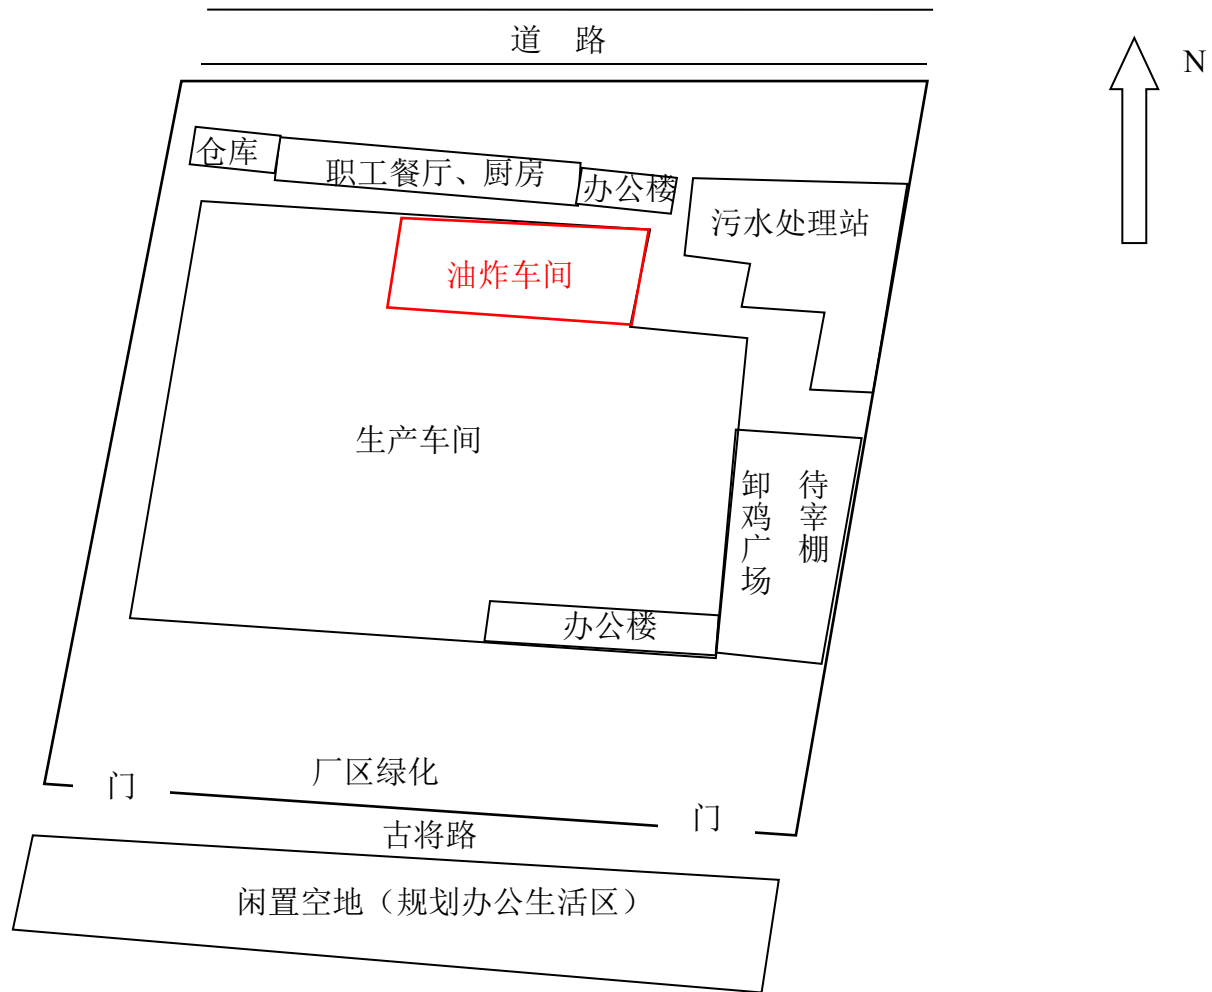 道 路
N
仓库
职工餐厅、厨房
办公楼
污水处理站
油炸车间
生产车间
卸鸡广场
待宰棚
办公楼
厂区绿化
门
门
古将路
闲置空地（规划办公生活区）